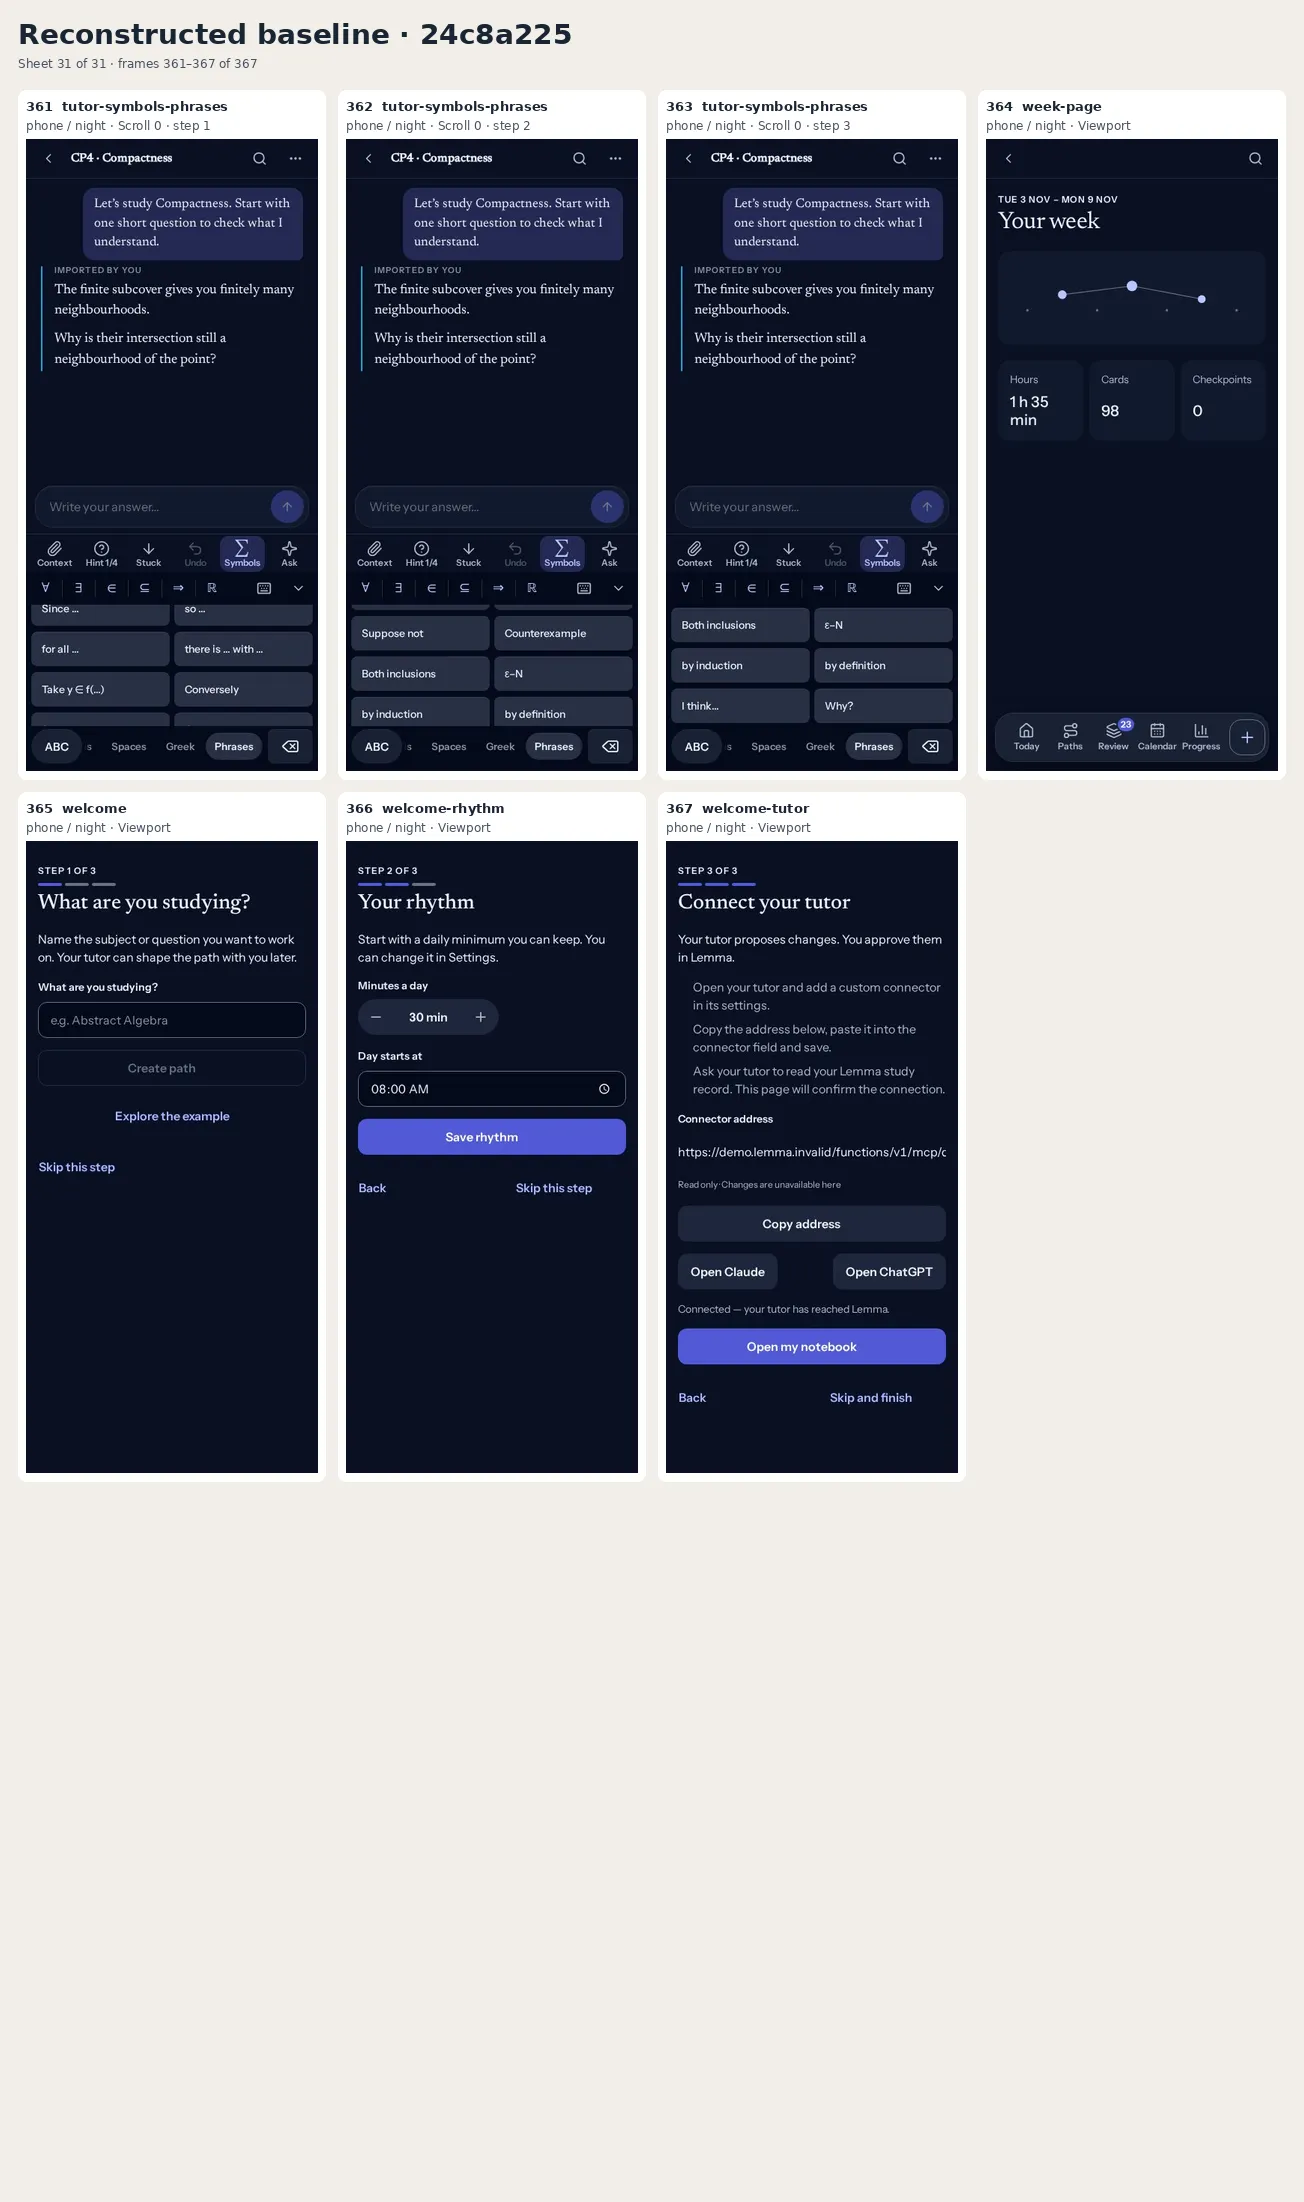 Reconstructed baseline · 24c8a225
Sheet 31 of 31 · frames 361–367 of 367
361 tutor-symbols-phrases
phone / night · Scroll 0 · step 1
CP4 · Compactness
Let’s study Compactness. Start with
one short question to check what I
understand.
IMPORTED BY YOU
The finite subcover gives you finitely many
neighbourhoods.
Why is their intersection still a
neighbourhood of the point?
Write your answer…
Context Hint 1/4 Stuck Undo Symbols Ask
∀ ∃ ∈ ⊆ ⇒ ℝ
Since … so …
for all … there is … with …
Take y ∈ f(…) Conversely
ABC s Spaces Greek Phrases
362 tutor-symbols-phrases
phone / night · Scroll 0 · step 2
CP4 · Compactness
Let’s study Compactness. Start with
one short question to check what I
understand.
IMPORTED BY YOU
The finite subcover gives you finitely many
neighbourhoods.
Why is their intersection still a
neighbourhood of the point?
Write your answer…
Context Hint 1/4 Stuck Undo Symbols Ask
∀ ∃ ∈ ⊆ ⇒ ℝ
Suppose not Counterexample
Both inclusions ε–N
by induction by definition
ABC s Spaces Greek Phrases
363 tutor-symbols-phrases
phone / night · Scroll 0 · step 3
CP4 · Compactness
Let’s study Compactness. Start with
one short question to check what I
understand.
IMPORTED BY YOU
The finite subcover gives you finitely many
neighbourhoods.
Why is their intersection still a
neighbourhood of the point?
Write your answer…
Context Hint 1/4 Stuck Undo Symbols Ask
∀ ∃ ∈ ⊆ ⇒ ℝ
Both inclusions ε–N
by induction by definition
I think… Why?
ABC s Spaces Greek Phrases
364 week-page
phone / night · Viewport
TUE 3 NOV – MON 9 NOV
Your week
Hours Cards Checkpoints
1 h 35
min
98 0
23
Today Paths Review Calendar Progress
365 welcome
phone / night · Viewport
STEP 1 OF 3
What are you studying?
Name the subject or question you want to work
on. Your tutor can shape the path with you later.
What are you studying?
e.g. Abstract Algebra
Create path
Explore the example
Skip this step
366 welcome-rhythm
phone / night · Viewport
STEP 2 OF 3
Your rhythm
Start with a daily minimum you can keep. You
can change it in Settings.
Minutes a day
30 min
Day starts at
08:00 AM
Save rhythm
Back Skip this step
367 welcome-tutor
phone / night · Viewport
STEP 3 OF 3
Connect your tutor
Your tutor proposes changes. You approve them
in Lemma.
Open your tutor and add a custom connector
in its settings.
Copy the address below, paste it into the
connector field and save.
Ask your tutor to read your Lemma study
record. This page will confirm the connection.
Connector address
https://demo.lemma.invalid/functions/v1/mcp/c
Read only · Changes are unavailable here
Copy address
Open Claude Open ChatGPT
Connected — your tutor has reached Lemma.
Open my notebook
Back Skip and finish